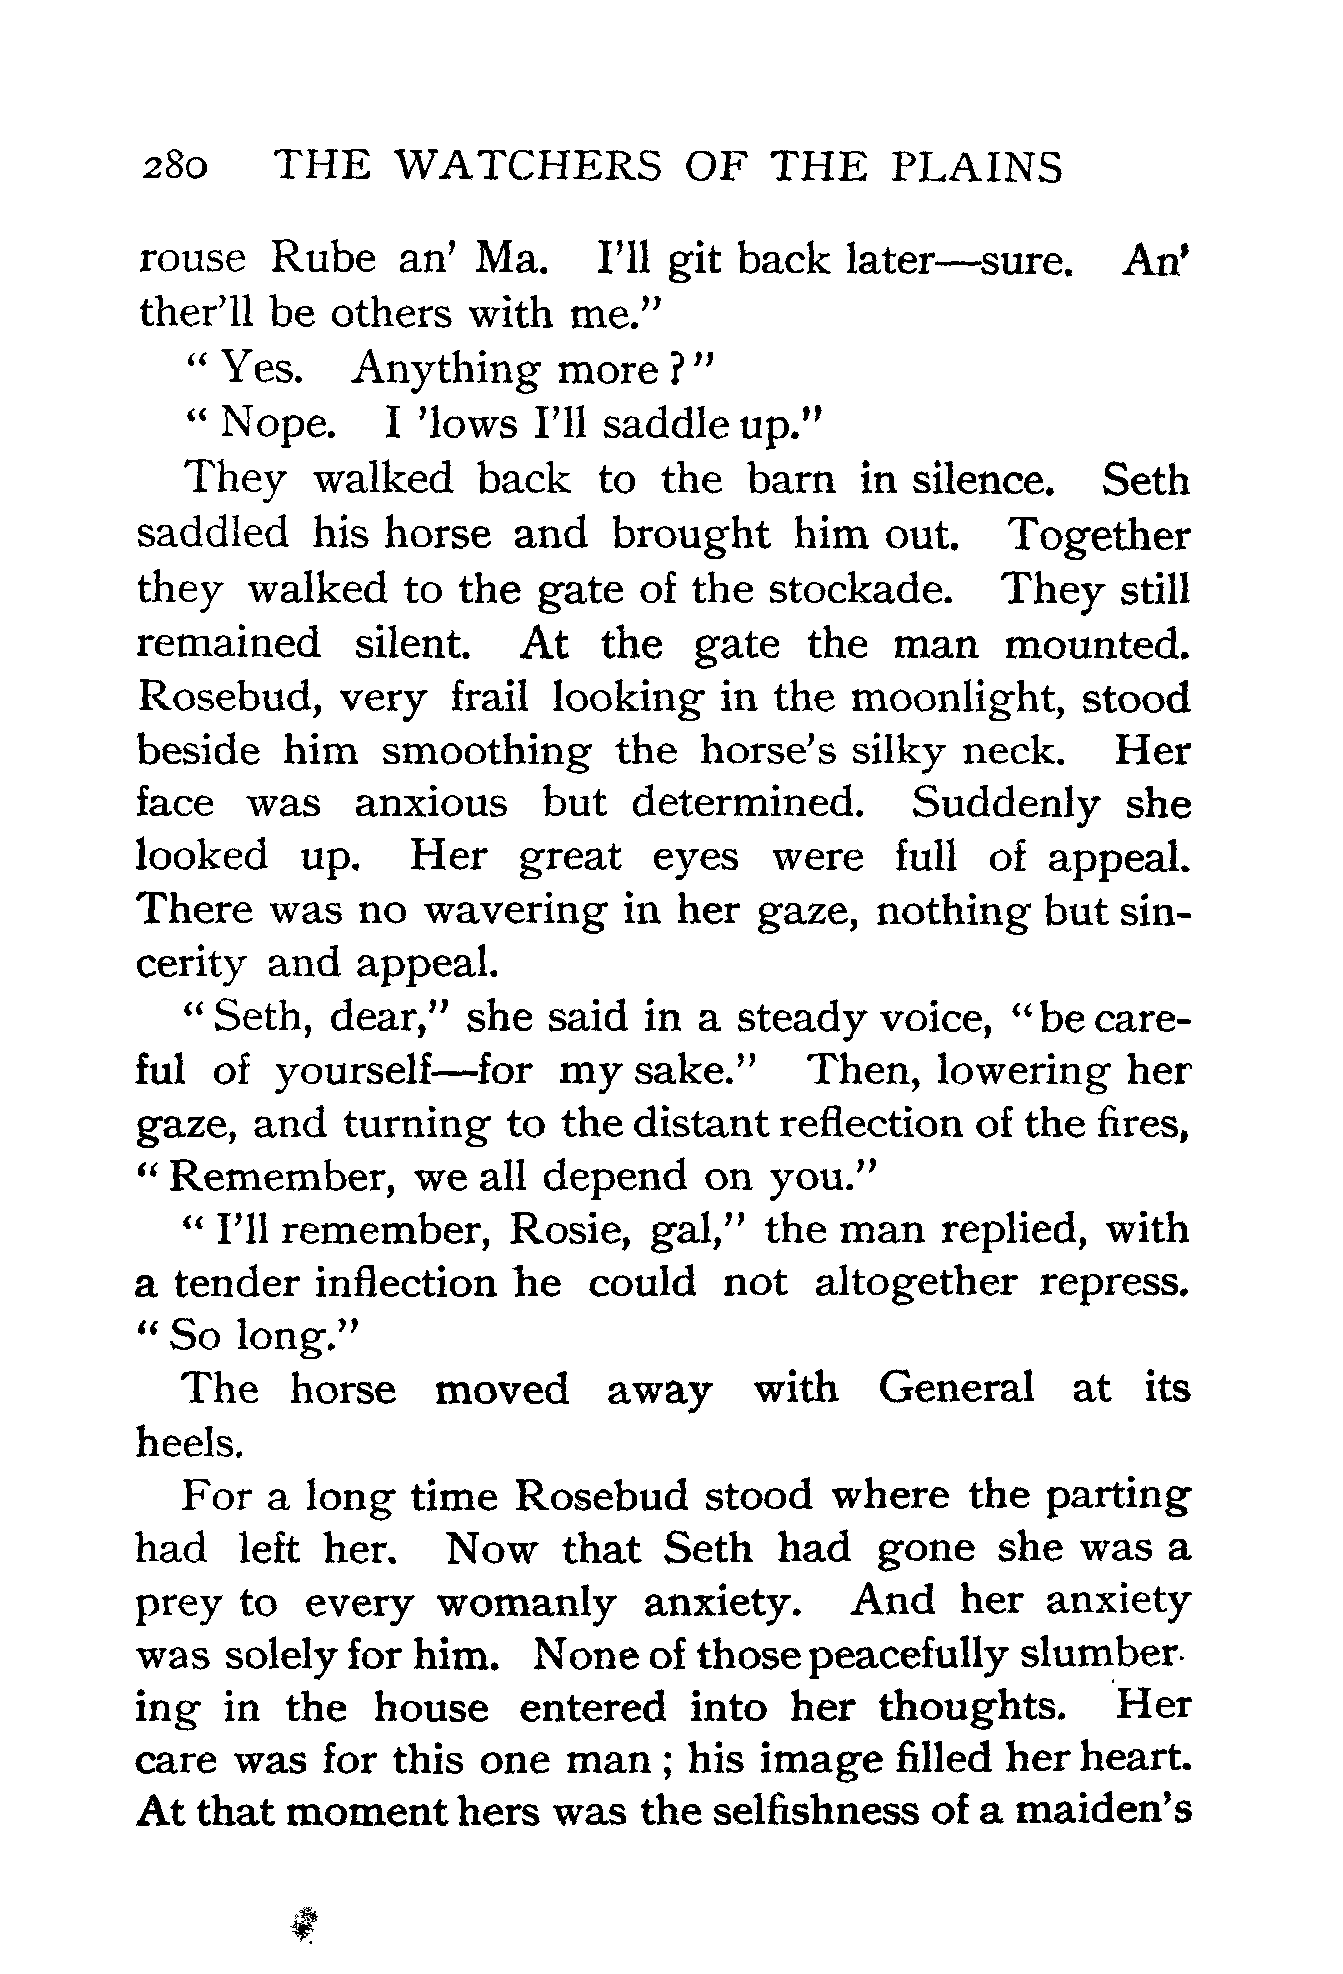 280 THE WATCHERS OF THE PLAINS
rouse Rube an' Ma. I'll git back later—sure. An'
ther'll be others with me."
" Yes. Anything more ?"
" Nope. I 'lows I'll saddle up."
They walked back to the barn in silence. Seth
saddled his horse and brought him out. Together
they walked to the gate of the stockade. They still
remained silent. At the gate the man mounted.
Rosebud, very frail looking in the moonlight, stood
beside him smoothing the horse's silky neck. Her
face was anxious but determined. Suddenly she
looked up. Her great eyes were full of appeal.
There was no wavering in her gaze, nothing but sin-
cerity and appeal.
" Seth, dear," she said in a steady voice, "be care-
ful of yourself—for my sake." Then, lowering her
gaze, and turning to the distant reflection of the fires,
" Remember, we all depend on you."
" I'll remember, Rosie, gal," the man replied, with
a tender inflection he could not altogether repress.
" So long."
The horse moved away with General at its
heels.
For a long time Rosebud stood where the parting
had left her. Now that Seth had gone she was a
prey to every womanly anxiety. And her anxiety
was solely for him. None of those peacefully slumber-
ing in the house entered into her thoughts. Her
care was for this one man ; his image filled her heart.
At that moment hers was the selfishness of a maiden's